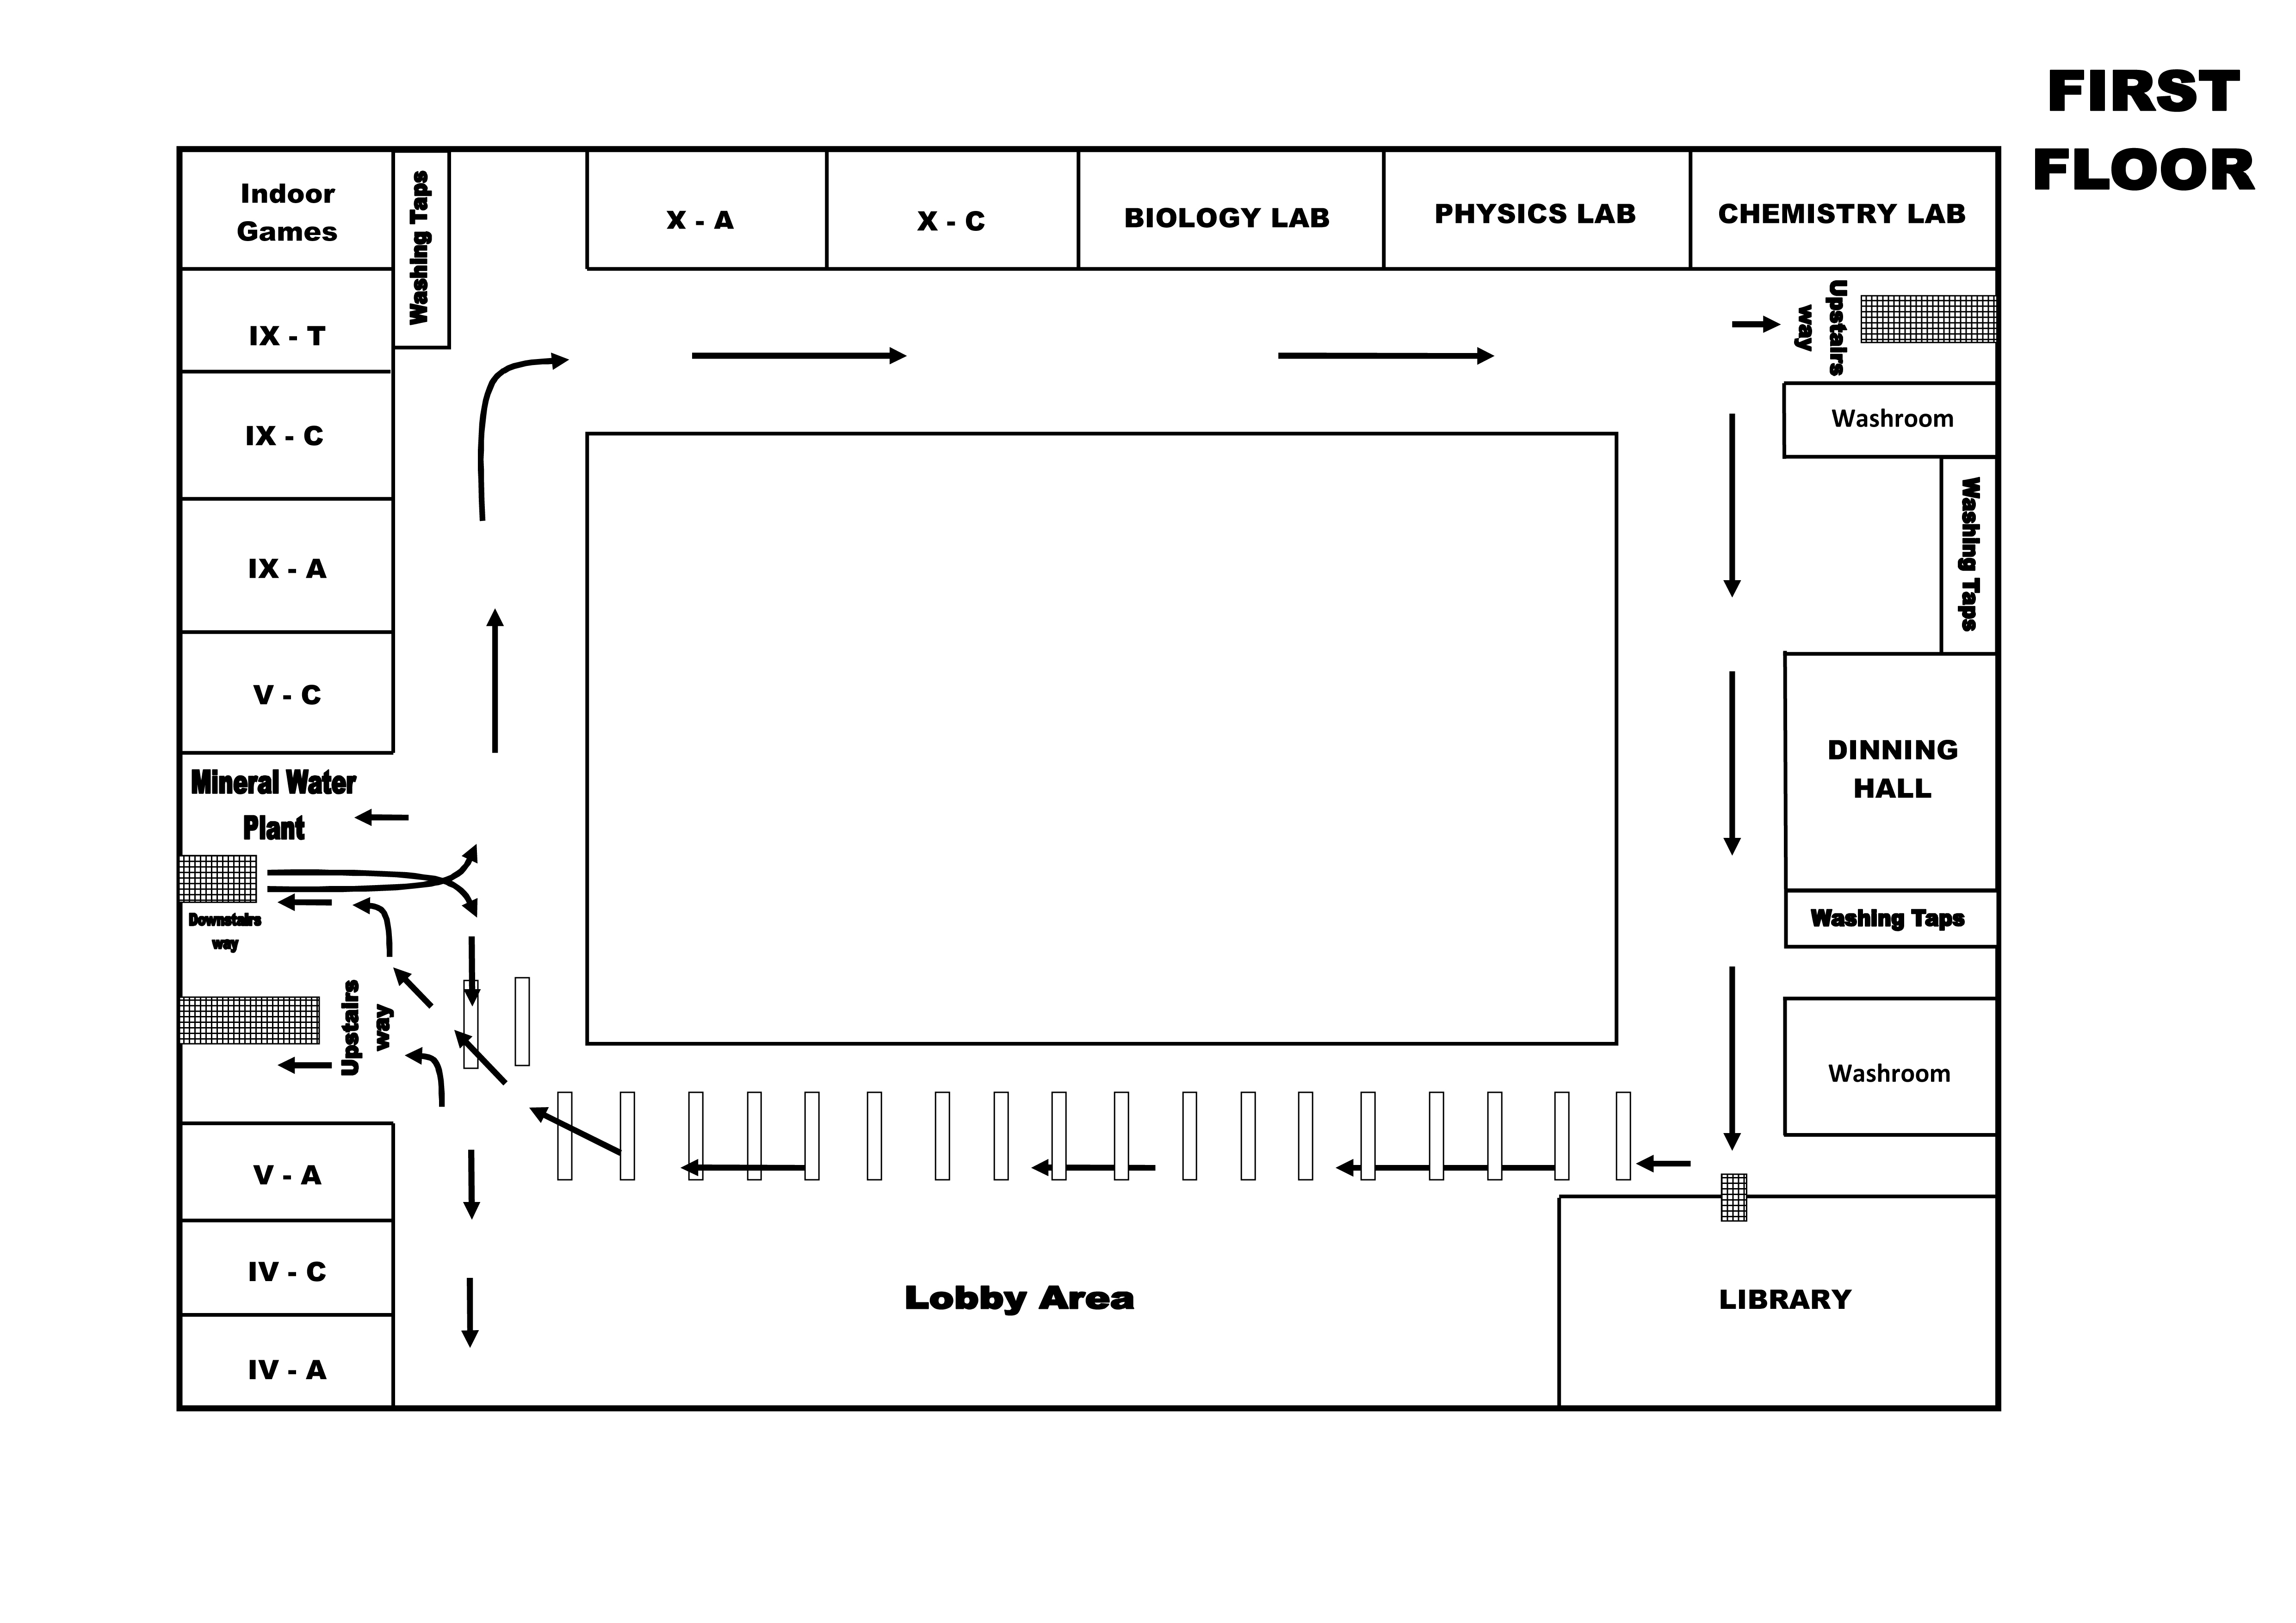 FIRST
FLOOR
Indoor
Games
Washing Taps
X - A
X - C
BIOLOGY LAB
PHYSICS LAB
CHEMISTRY LAB
IX - T
Upstairs
way
IX - C
Washroom
IX - A
Washing Taps
V - C
DINNING
HALL
Mineral Water
Plant
Downstairs
way
Washing Taps
Upstairs
way
Washroom
V - A
IV - C
Lobby Area
LIBRARY
IV - A